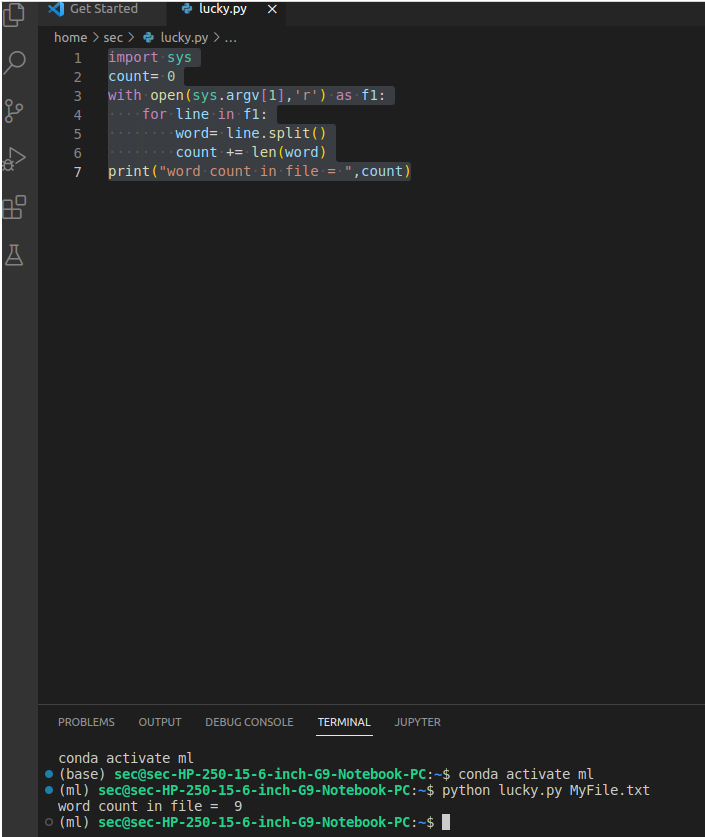 Get Started lucky.py
home > sec > lucky.py > ...
1 import sys
2 count= 0
3 with open(sys.argv[1],'r') as f1:
4     for line in f1:
5         word= line.split()
6         count += len(word)
7 print("word count in file = ",count)
PROBLEMS OUTPUT DEBUG CONSOLE TERMINAL JUPYTER
conda activate ml
(base) sec@sec-HP-250-15-6-inch-G9-Notebook-PC:~$ conda activate ml
(ml) sec@sec-HP-250-15-6-inch-G9-Notebook-PC:~$ python lucky.py MyFile.txt
word count in file =  9
(ml) sec@sec-HP-250-15-6-inch-G9-Notebook-PC:~$